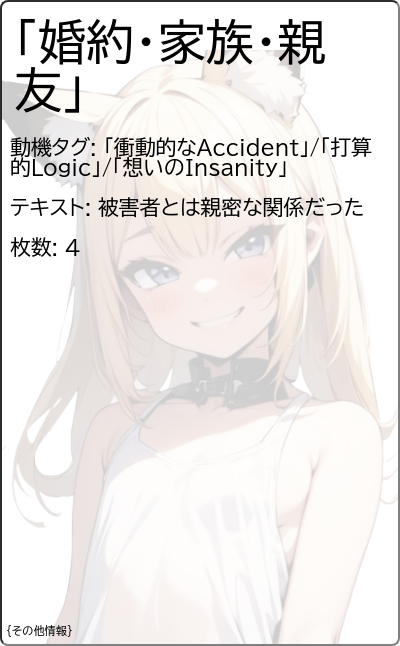 「婚約・家族・親
友」
動機タグ: 「衝動的なAccident」/「打算
的Logic」/「想いのInsanity」
テキスト: 被害者とは親密な関係だった
枚数: 4
{その他情報}